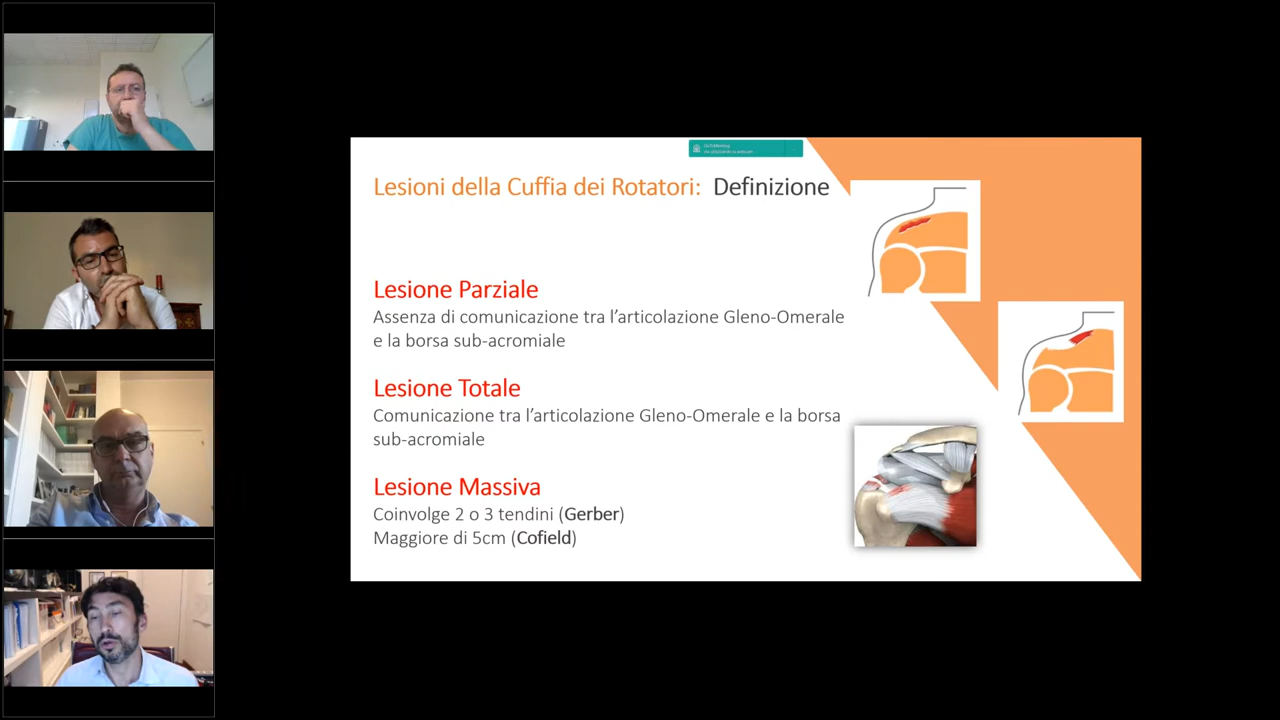 Lesioni della Cuffia dei Rotatori: Definizione
Lesione Parziale
Assenza di comunicazione tra l'articolazione Gleno-Omerale
e la borsa sub-acromiale
Lesione Totale
Comunicazione tra l'articolazione Gleno-Omerale e la borsa
sub-acromiale
Lesione Massiva
Coinvolge 2 o 3 tendini (Gerber)
Maggiore di 5cm (Cofield)